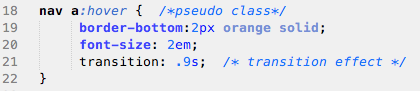 18 nav a:hover { /*pseudo class*/
19 border-bottom:2px orange solid;
20 font-size: 2em;
21 transition: .9s; /* transition effect */
22 }